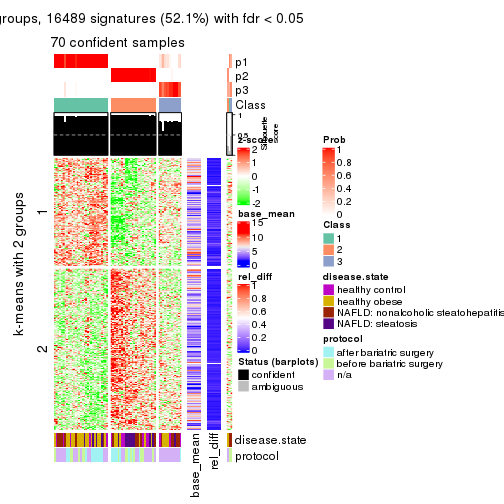 groups, 16489 signatures (52.1%) with fdr < 0.05
70 confident samples
p1
p2
p3
Class
1
0.5
Silhouette
score
k-means with 2 groups
1
2
z-score
2
1
0
-1
-2
base_mean
15
10
5
0
rel_diff
1
0.8
0.6
0.4
0.2
0
Status (barplots)
confident
ambiguous
Prob
1
0.8
0.6
0.4
0.2
0
Class
1
2
3
disease.state
healthy control
healthy obese
NAFLD: nonalcoholic steatohepatitis
NAFLD: steatosis
protocol
after bariatric surgery
before bariatric surgery
n/a
disease.state
protocol
base_mean
rel_diff